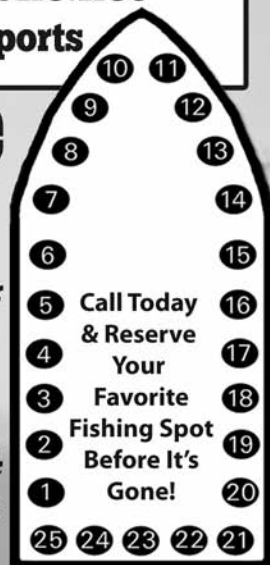 ports
10 11
9 12
8 13
7 14
6 15
5 Call Today 16
& Reserve
4 Your 17
3 Favorite 18
2 Fishing Spot 19
Before It's
1 Gone! 20
25 24 23 22 21